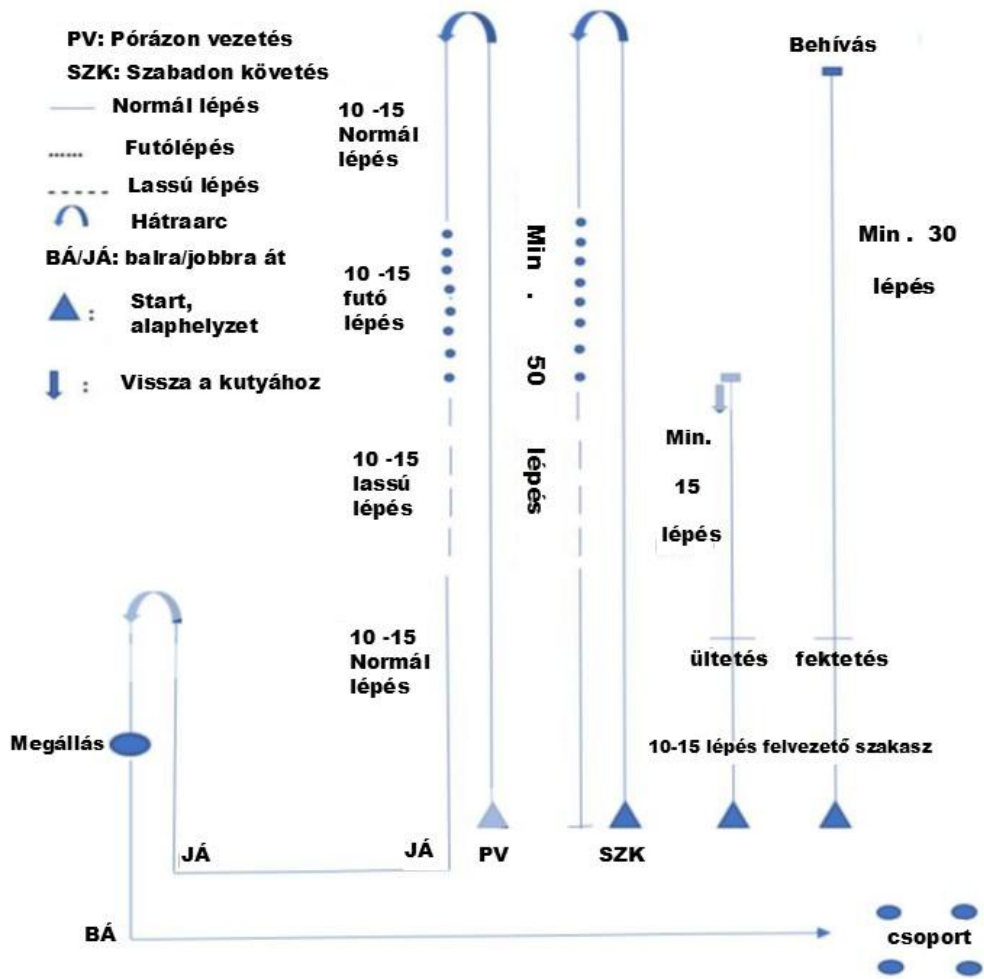 PV: Pórázon vezetés
SZK: Szabadon követés
Normál lépés
Futólépés
Lassú lépés
Hátraarc
BÁ/JÁ: balra/jobbra át
Start,
: alaphelyzet
: Vissza a kutyához
10 -15
Normál
lépés
10 -15
futó
lépés
10 -15
lassú
lépés
10 -15
Normál
lépés
Min . 50 lépés
Behívás
Min . 30
lépés
Min.
15
lépés
ültetés
fektetés
10-15 lépés felvezető szakasz
Megállás
JÁ
JÁ
PV
SZK
BÁ
csoport